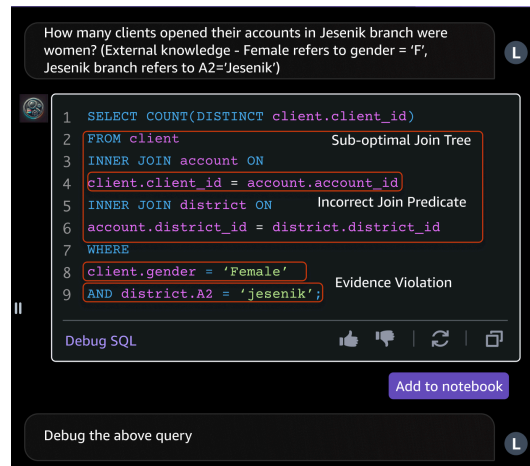 How many clients opened their accounts in Jesenik branch were
women? (External knowledge - Female refers to gender = ‘F’,
Jesenik branch refers to A2=‘Jesenik’)
L
1 SELECT COUNT(DISTINCT client.client_id)
2 FROM client Sub-optimal Join Tree
3 INNER JOIN account ON
4 client.client_id = account.account_id
5 INNER JOIN district ON Incorrect Join Predicate
6 account.district_id = district.district_id
7 WHERE
8 client.gender = ‘Female’
Evidence Violation
9 AND district.A2 = ‘jesenik’;
Debug SQL
Add to notebook
Debug the above query
L